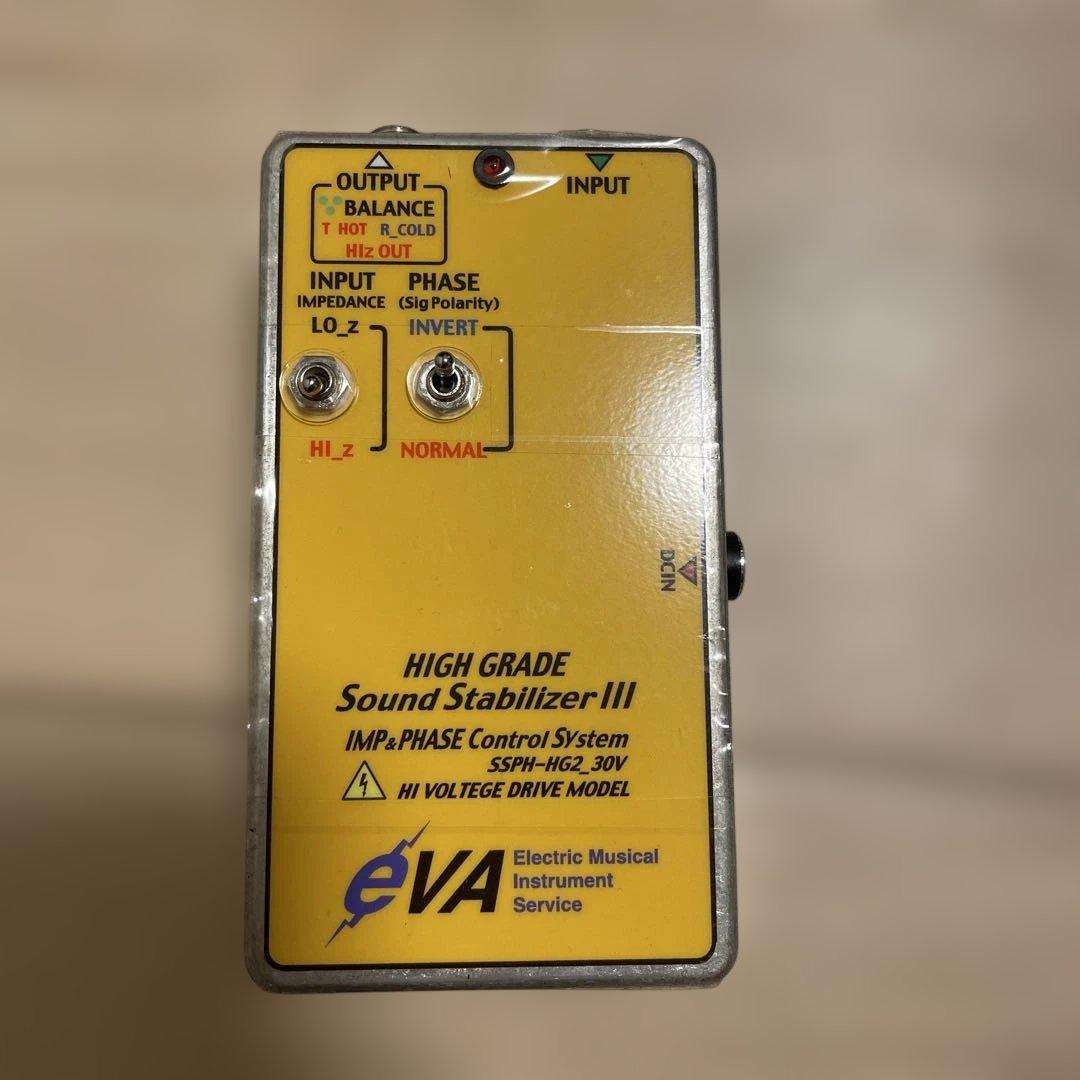 OUTPUT
BALANCE
T HOT R_COLD
HIz OUT
INPUT
INPUT
IMPEDANCE
LO_z
HI_z
PHASE
(Sig Polarity)
INVERT
NORMAL
DCIN
HIGH GRADE
Sound Stabilizer III
IMP&PHASE Control System
SSPH-HG2_30V
HI VOLTEGE DRIVE MODEL
eVA
Electric Musical
Instrument
Service